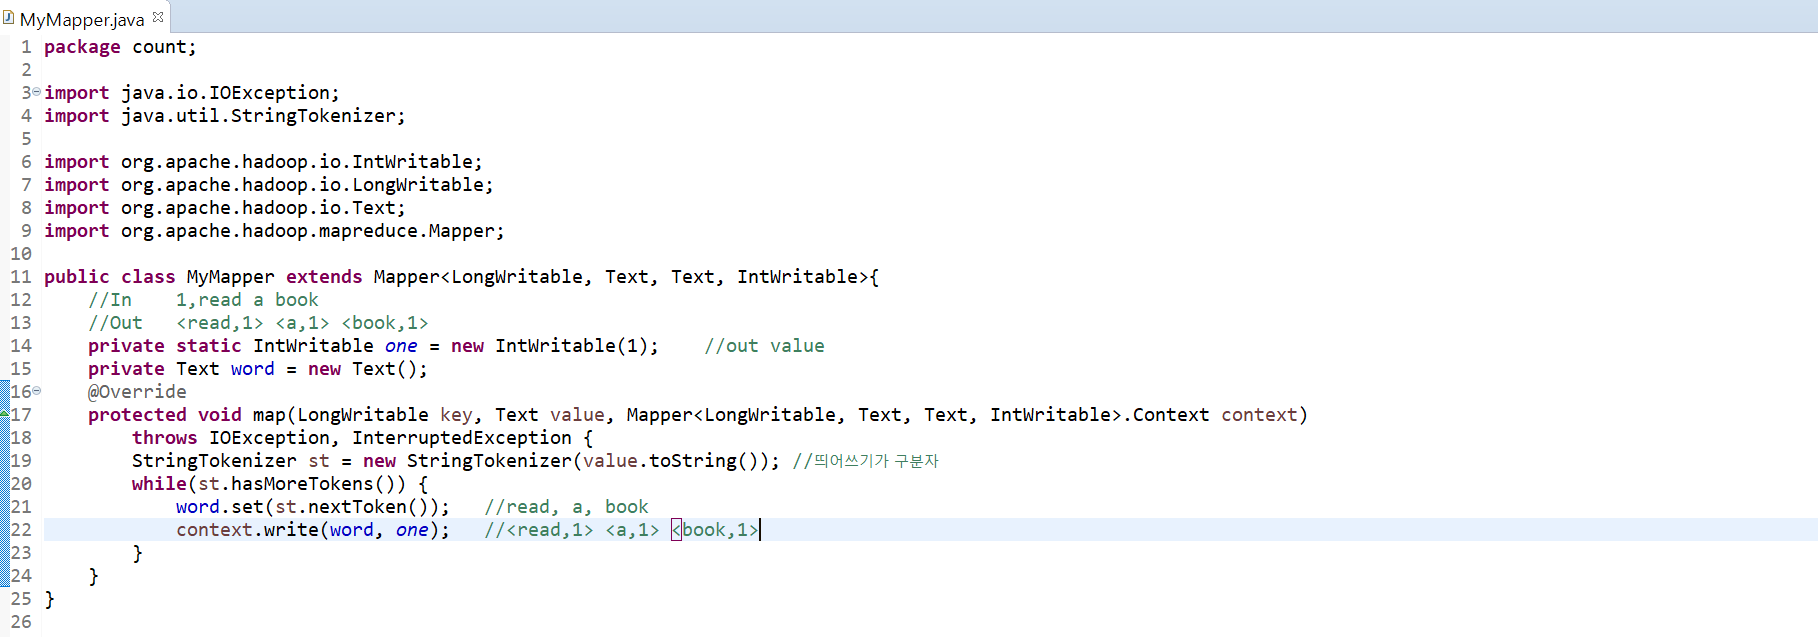 MyMapper.java
1 package count;
2
3 import java.io.IOException;
4 import java.util.StringTokenizer;
5
6 import org.apache.hadoop.io.IntWritable;
7 import org.apache.hadoop.io.LongWritable;
8 import org.apache.hadoop.io.Text;
9 import org.apache.hadoop.mapreduce.Mapper;
10
11 public class MyMapper extends Mapper<LongWritable, Text, Text, IntWritable>{
12     //In    1,read a book
13     //Out   <read,1> <a,1> <book,1>
14     private static IntWritable one = new IntWritable(1);    //out value
15     private Text word = new Text();
16     @Override
17     protected void map(LongWritable key, Text value, Mapper<LongWritable, Text, Text, IntWritable>.Context context)
18         throws IOException, InterruptedException {
19         StringTokenizer st = new StringTokenizer(value.toString()); //띄어쓰기가 구분자
20         while(st.hasMoreTokens()) {
21             word.set(st.nextToken());   //read, a, book
22             context.write(word, one);   //<read,1> <a,1> <book,1>
23         }
24     }
25 }
26